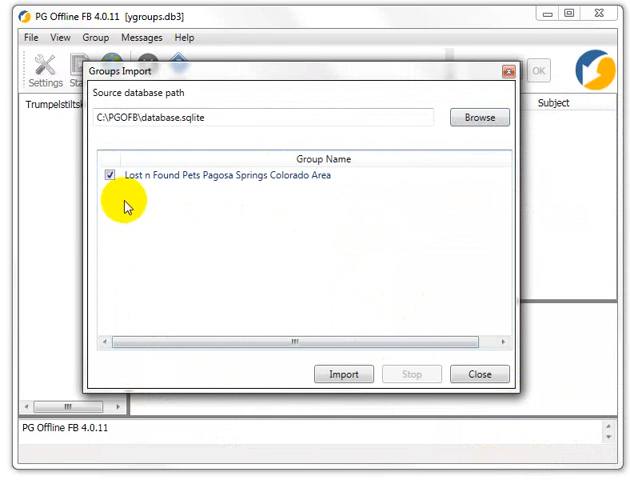 PG Offline FB 4.0.11 [ygroups.db3]
File View Group Messages Help
Groups Import
Settings
OK
Source database path
Trumpelstiltsk
Subject
C:\PGOFB\database.sqlite
Browse
Group Name
Lost n Found Pets Pagosa Springs Colorado Area
Import
Stop
Close
PG Offline FB 4.0.11